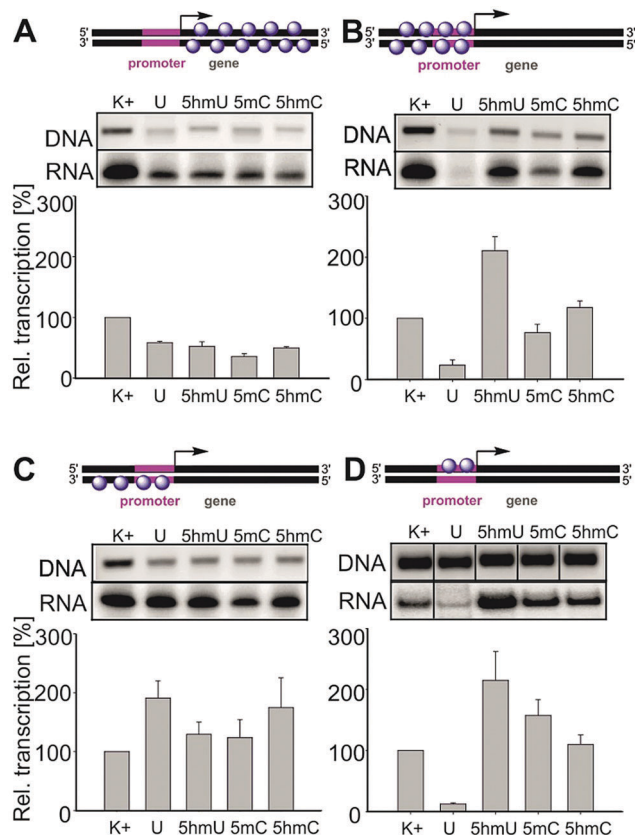 A
5' 3'
3' 5'
promoter gene
K+ U 5hmU 5mC 5hmC
DNA
RNA
Rel. transcription [%]
300
200
100
0
K+ U 5hmU 5mC 5hmC
B
5' 3'
3' 5'
promoter gene
K+ U 5hmU 5mC 5hmC
DNA
RNA
300
200
100
0
K+ U 5hmU 5mC 5hmC
C
5' 3'
3' 5'
promoter gene
K+ U 5hmU 5mC 5hmC
DNA
RNA
Rel. transcription [%]
300
200
100
0
K+ U 5hmU 5mC 5hmC
D
5' 3'
3' 5'
promoter gene
K+ U 5hmU 5mC 5hmC
DNA
RNA
300
200
100
0
K+ U 5hmU 5mC 5hmC